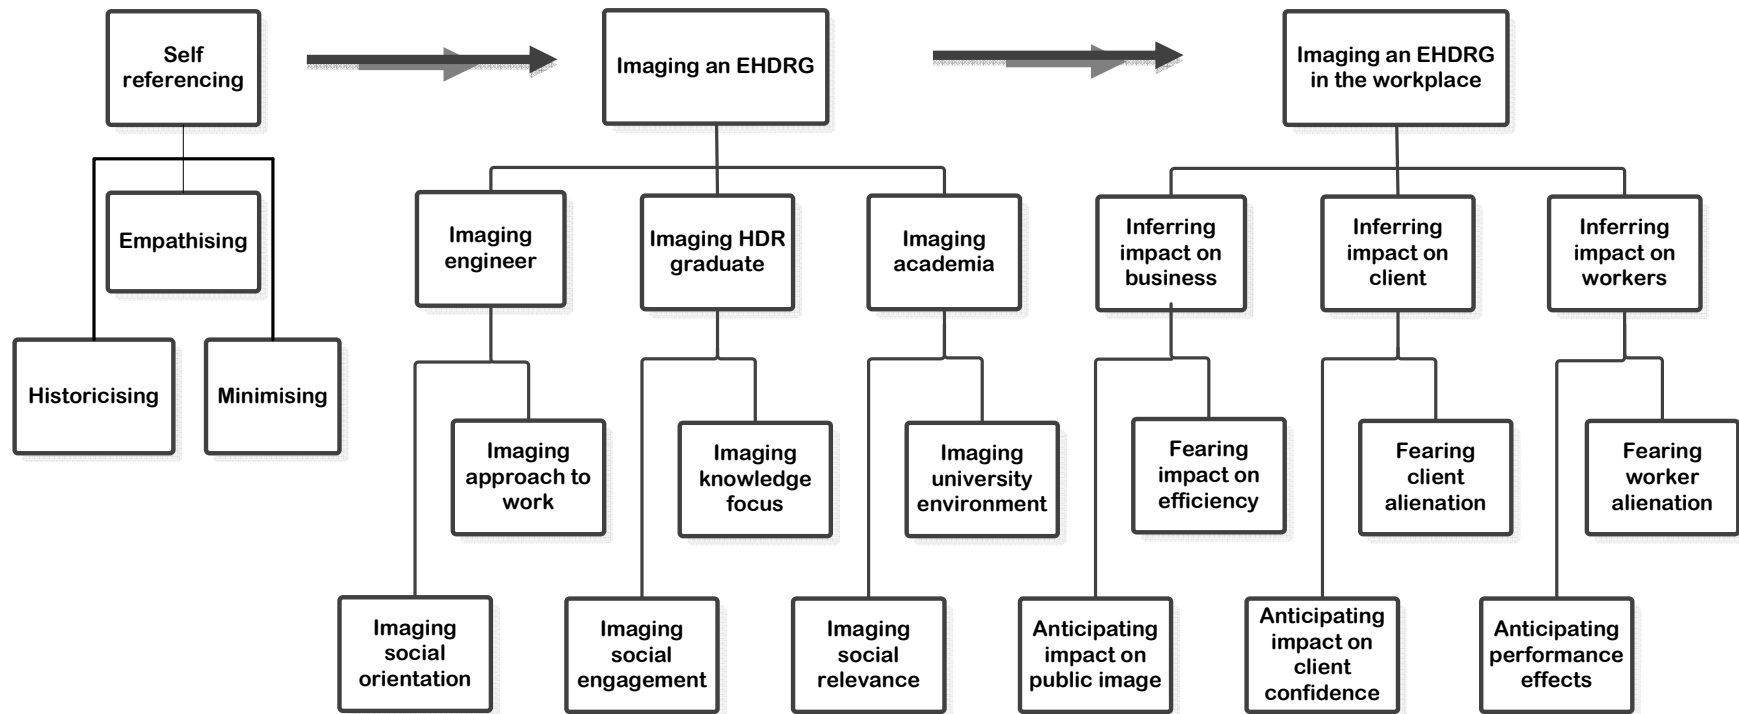 Self
referencing
Imaging an EHDRG
Imaging an EHDRG
in the workplace
Empathising
Historicising
Minimising
Imaging
engineer
Imaging HDR
graduate
Imaging
academia
Inferring
impact on
business
Inferring
impact on
client
Inferring
impact on
workers
Imaging
approach to
work
Imaging
knowledge
focus
Imaging
university
environment
Fearing
impact on
efficiency
Fearing
client
alienation
Fearing
worker
alienation
Imaging
social
orientation
Imaging
social
engagement
Imaging
social
relevance
Anticipating
impact on
public image
Anticipating
impact on
client
confidence
Anticipating
performance
effects